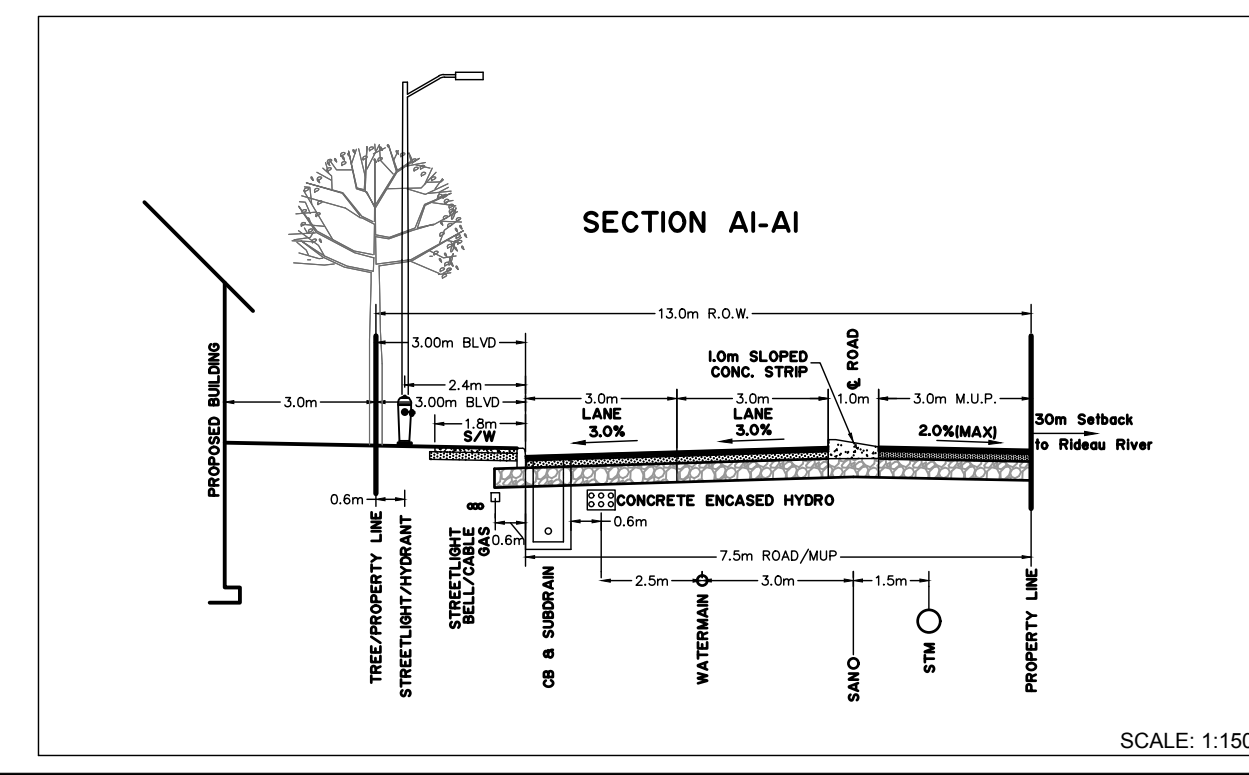 SECTION A1-A1
13.0m R.O.W.
3.00m BLVD
1.0m SLOPED
CONC. STRIP
℄ ROAD
2.4m
3.0m
3.00m BLVD
3.0m
3.0m
1.0m
3.0m M.U.P.
1.8m
S/W
LANE
3.0%
LANE
3.0%
2.0%(MAX)
30m Setback
to Rideau River
PROPOSED BUILDING
0.6m
CONCRETE ENCASED HYDRO
0.6m
0.6m
7.5m ROAD/MUP
2.5m
3.0m
1.5m
TREE/PROPERTY LINE
STREETLIGHT/HYDRANT
STREETLIGHT
BELL/CABLE
GAS
CB & SUBDRAIN
WATERMAIN
SAN
STM
PROPERTY LINE
SCALE: 1:150